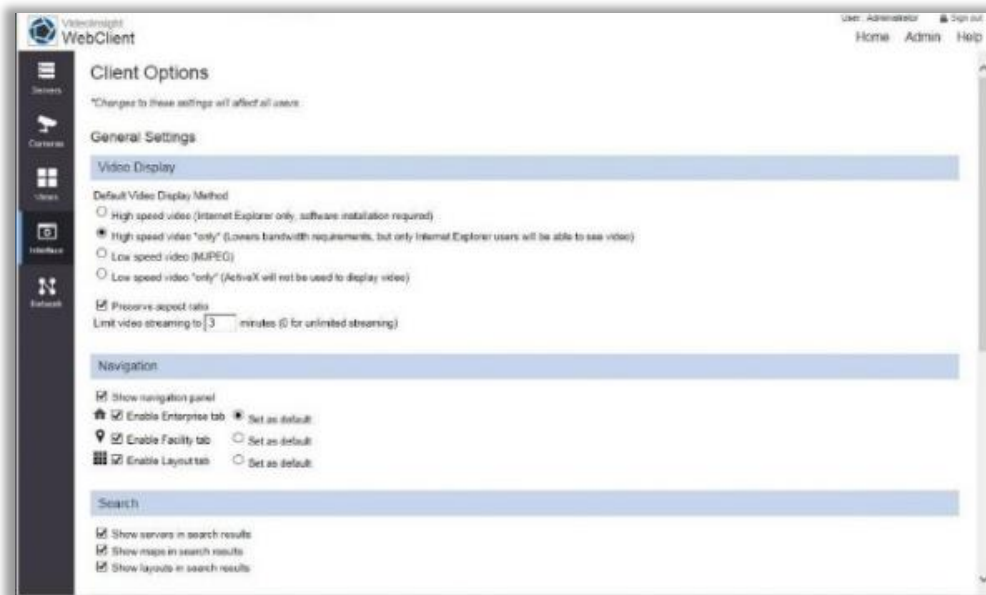 VideoInsight
WebClient
User: Administrator Sign out
Home Admin Help
Servers
Cameras
Views
Interface
Network
Client Options
*Changes to these settings will affect all users.
General Settings
Video Display
Default Video Display Method
High speed video (Internet Explorer only, software installation required)
High speed video "only" (Lowers bandwidth requirements, but only Internet Explorer users will be able to see video)
Low speed video (MJPEG)
Low speed video "only" (ActiveX will not be used to display video)
Preserve aspect ratio
Limit video streaming to 3 minutes (0 for unlimited streaming)
Navigation
Show navigation panel
Enable Enterprise tab Set as default
Enable Facility tab Set as default
Enable Layout tab Set as default
Search
Show servers in search results
Show maps in search results
Show layouts in search results